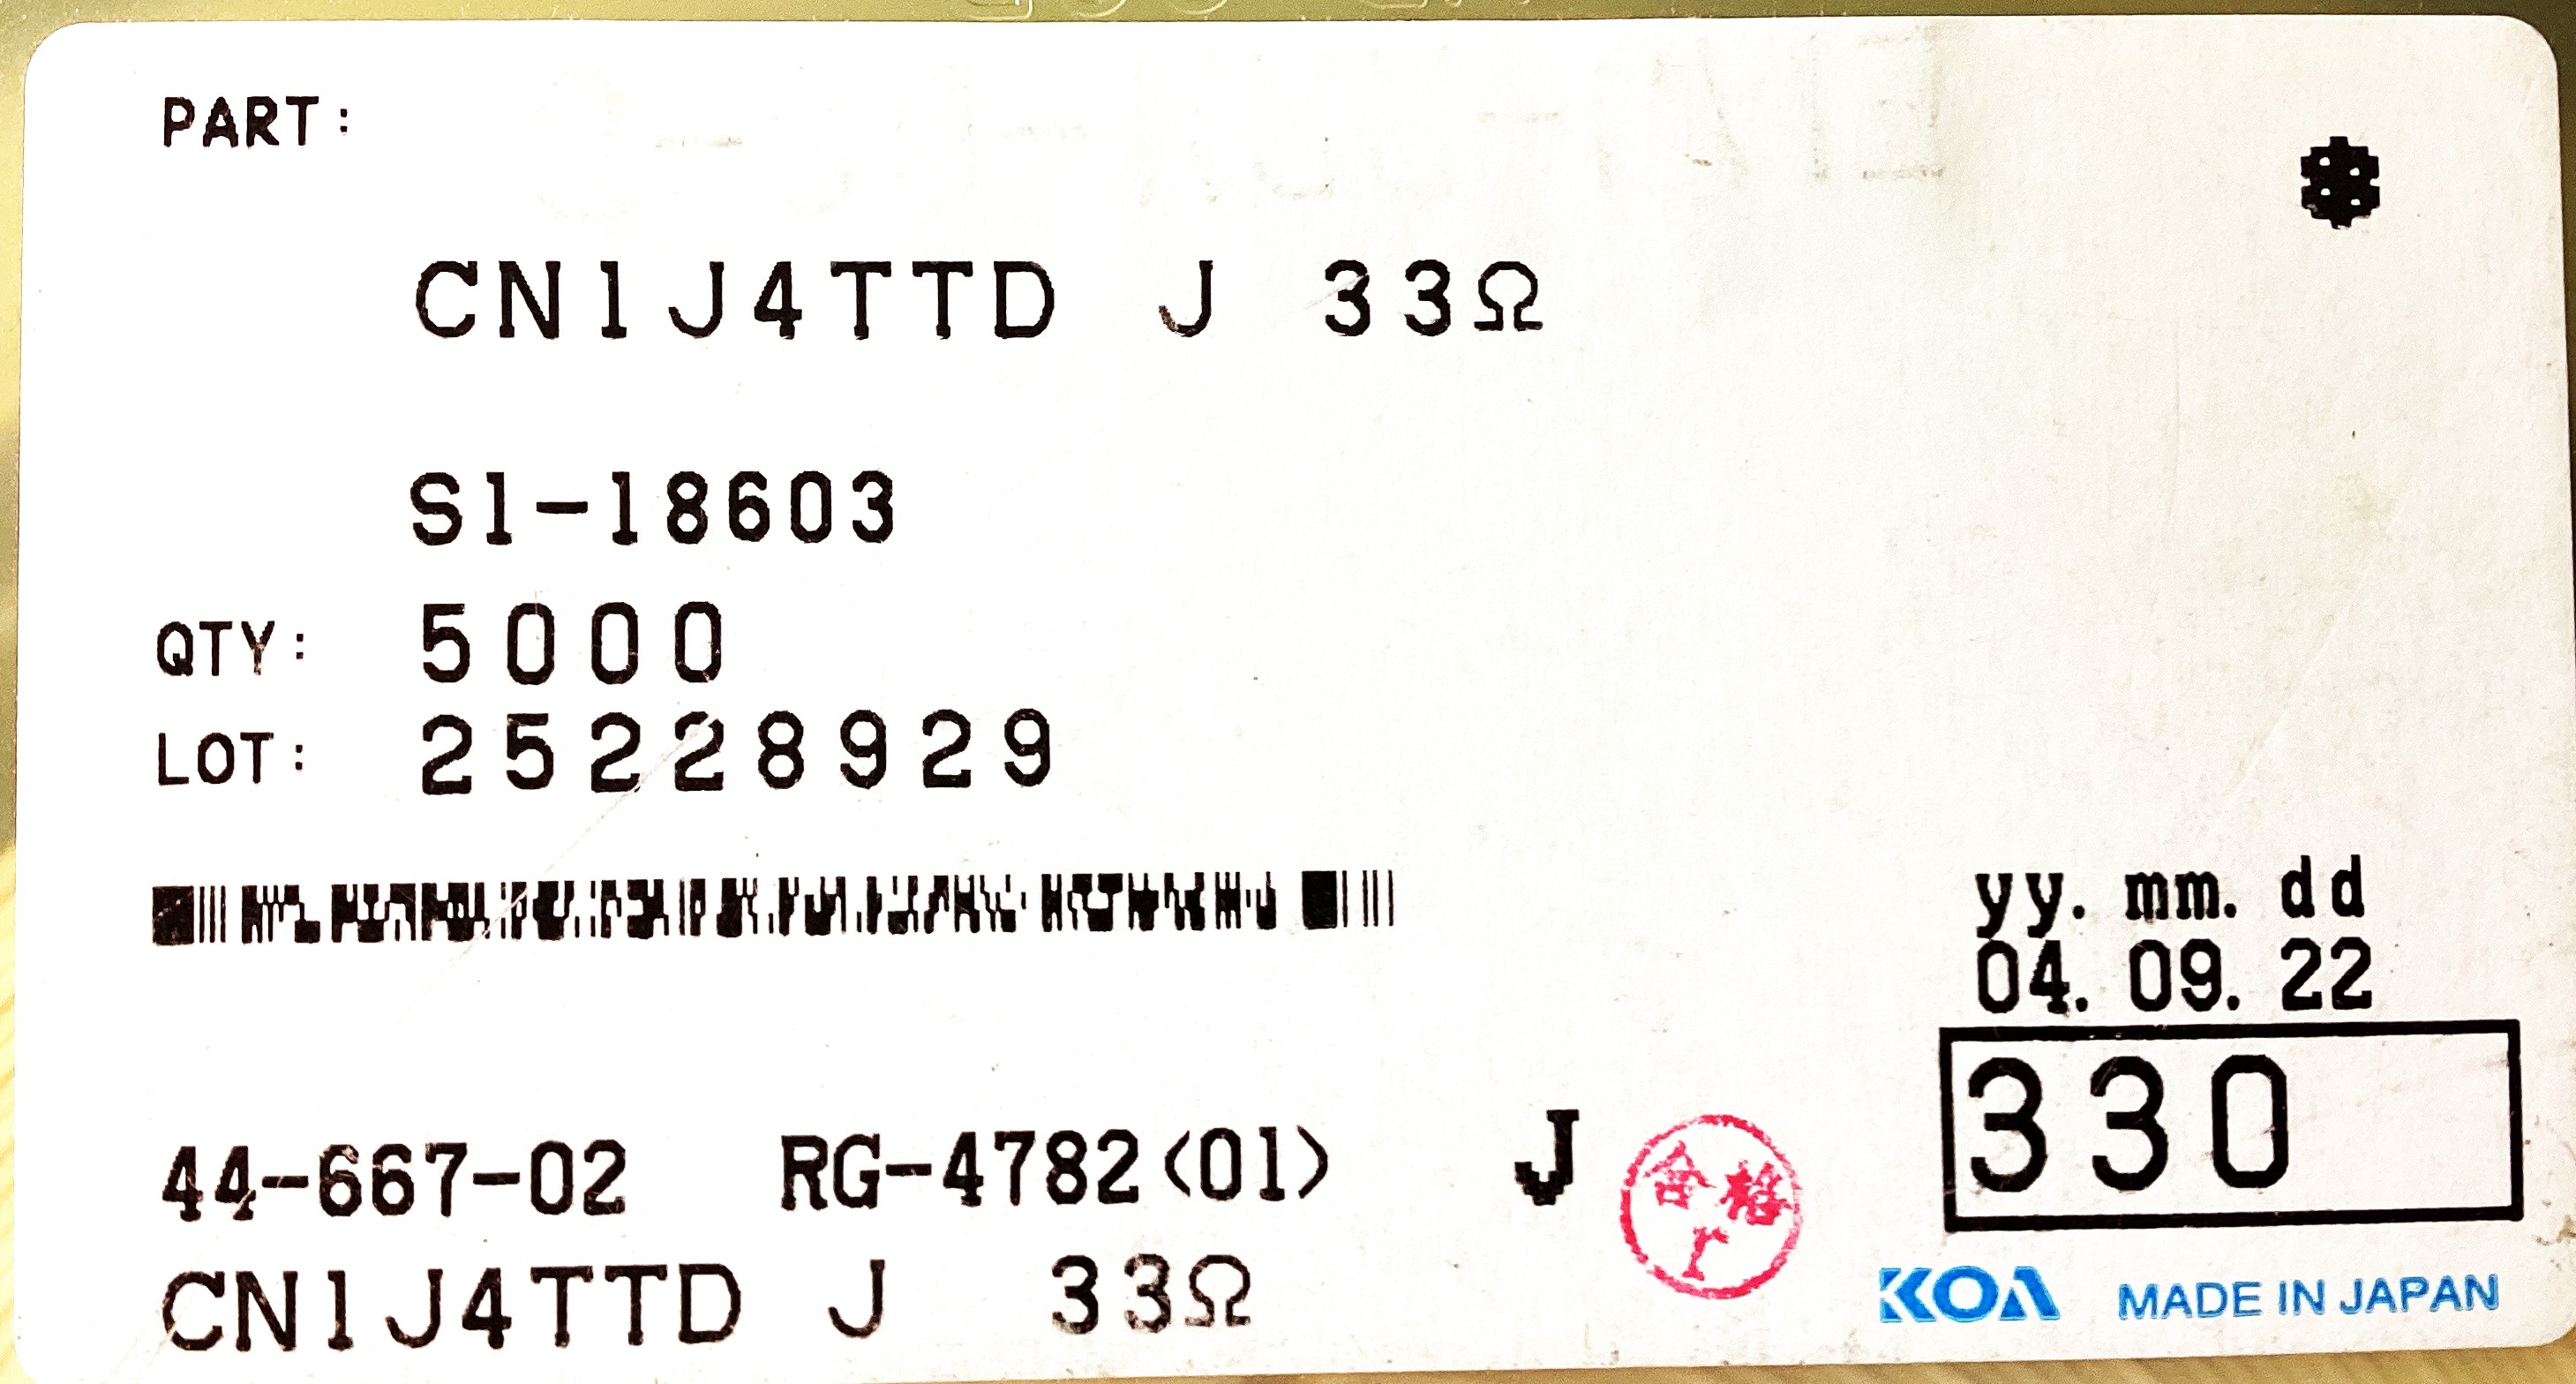 PART:
CN1J4TTD J 33Ω
S1-18603
QTY: 5000
LOT: 25228929
yy. mm. dd
04. 09. 22
330
44-667-02 RG-4782<01> J
合格
r
CN1J4TTD J 33Ω
KOA MADE IN JAPAN